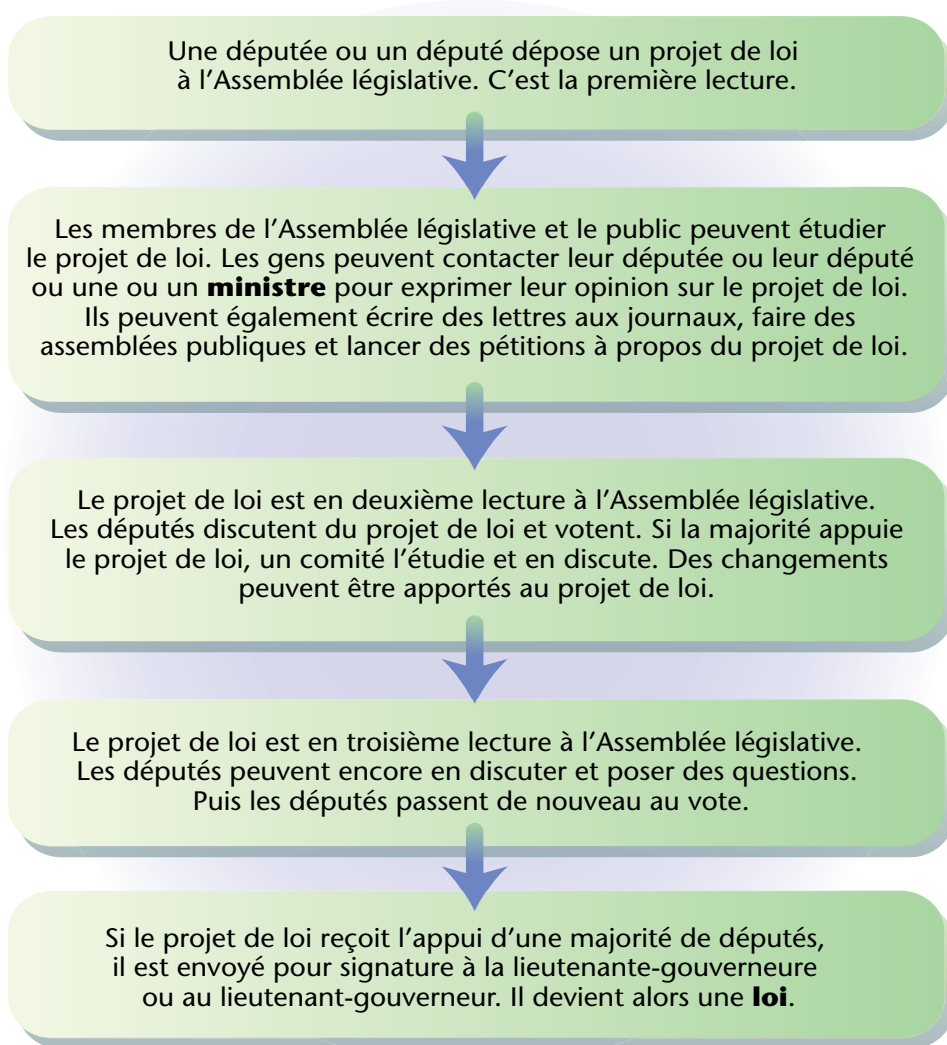 Une députée ou un député dépose un projet de loi
à l’Assemblée législative. C’est la première lecture.
Les membres de l’Assemblée législative et le public peuvent étudier
le projet de loi. Les gens peuvent contacter leur députée ou leur député
ou une ou un ministre pour exprimer leur opinion sur le projet de loi.
Ils peuvent également écrire des lettres aux journaux, faire des
assemblées publiques et lancer des pétitions à propos du projet de loi.
Le projet de loi est en deuxième lecture à l’Assemblée législative.
Les députés discutent du projet de loi et votent. Si la majorité appuie
le projet de loi, un comité l’étudie et en discute. Des changements
peuvent être apportés au projet de loi.
Le projet de loi est en troisième lecture à l’Assemblée législative.
Les députés peuvent encore en discuter et poser des questions.
Puis les députés passent de nouveau au vote.
Si le projet de loi reçoit l’appui d’une majorité de députés,
il est envoyé pour signature à la lieutenante-gouverneure
ou au lieutenant-gouverneur. Il devient alors une loi.